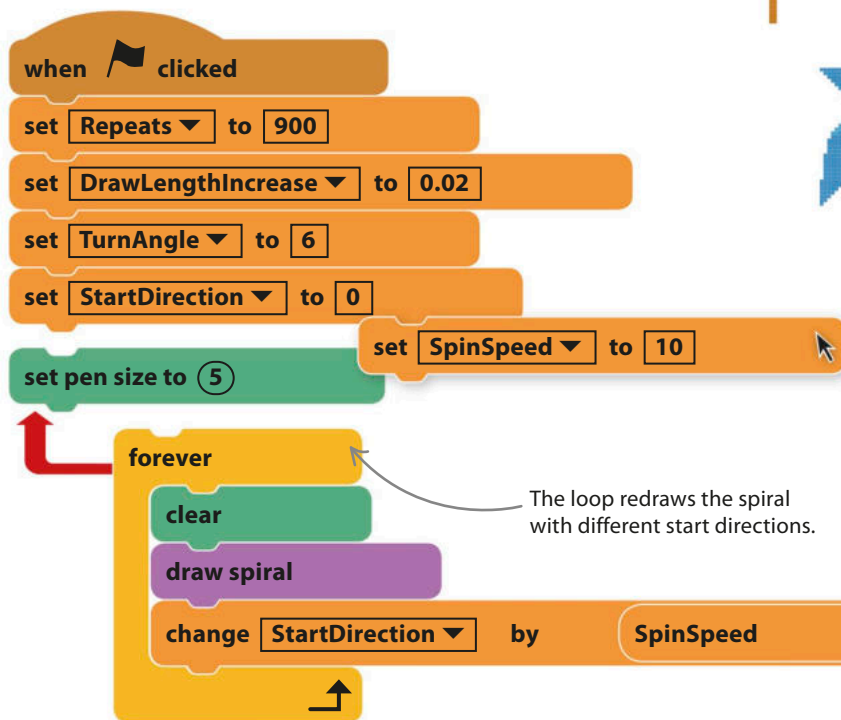 when clicked
set Repeats to 900
set DrawLengthIncrease to 0.02
set TurnAngle to 6
set StartDirection to 0
set SpinSpeed to 10
set pen size to 5
forever
clear
The loop redraws the spiral
with different start directions.
draw spiral
change StartDirection by SpinSpeed